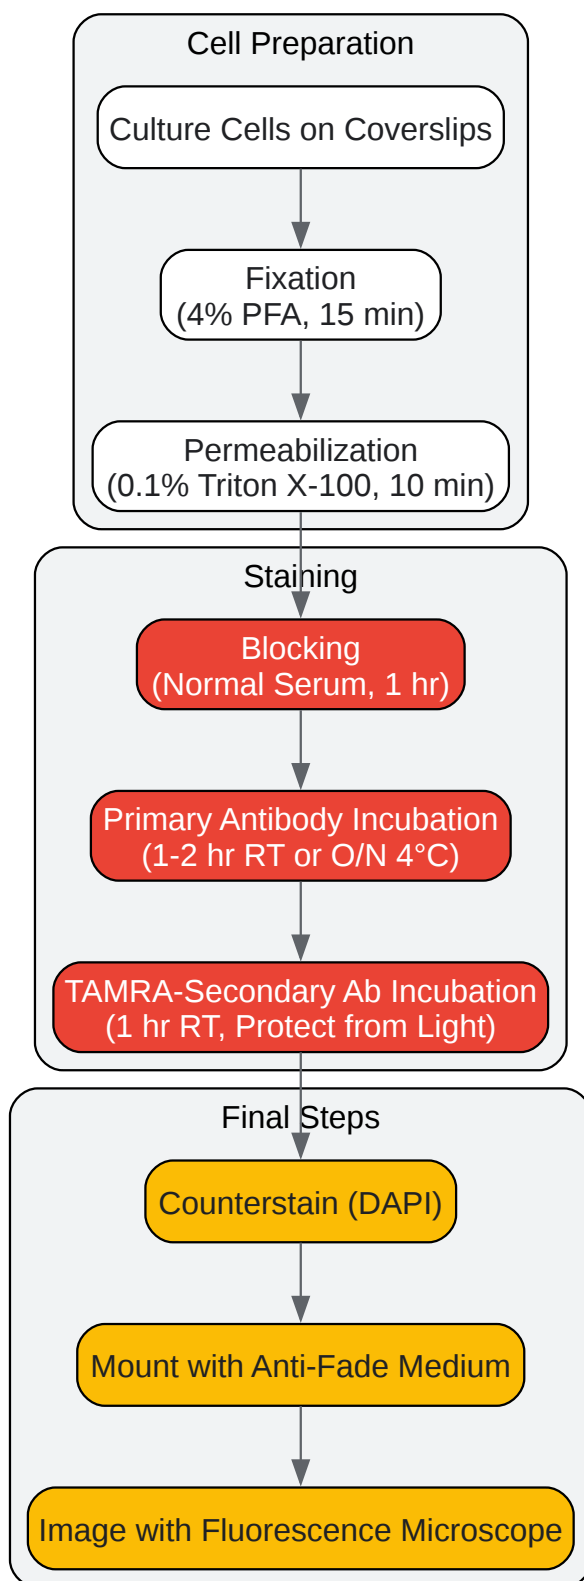 Cell Preparation
Culture Cells on Coverslips
Fixation
(4% PFA, 15 min)
Permeabilization
(0.1% Triton X-100, 10 min)
Staining
Blocking
(Normal Serum, 1 hr)
Primary Antibody Incubation
(1-2 hr RT or O/N 4°C)
TAMRA-Secondary Ab Incubation
(1 hr RT, Protect from Light)
Final Steps
Counterstain (DAPI)
Mount with Anti-Fade Medium
Image with Fluorescence Microscope